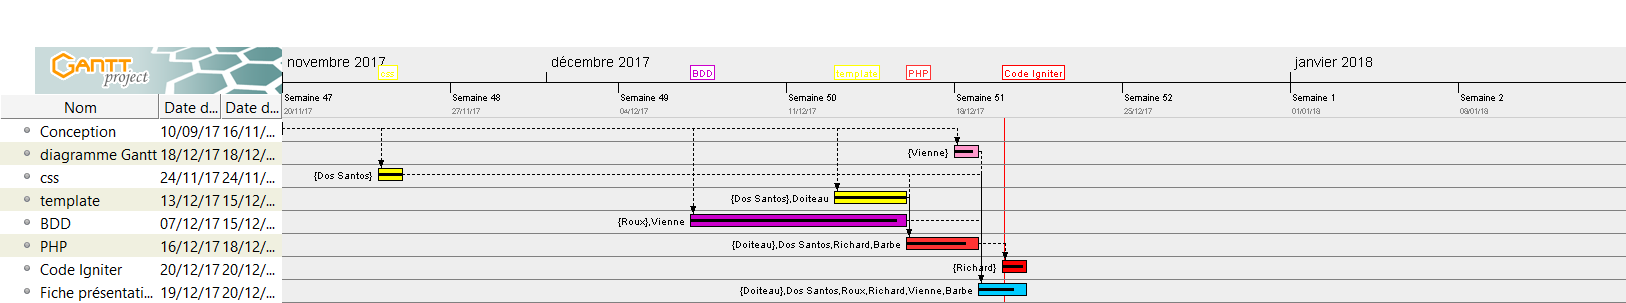 GANTT
project
novembre 2017
décembre 2017
janvier 2018
css
BDD
template
PHP
Code Igniter
Nom
Date d...
Date d...
Semaine 47
Semaine 48
Semaine 49
Semaine 50
Semaine 51
Semaine 52
Semaine 1
Semaine 2
20/11/17
27/11/17
04/12/17
11/12/17
18/12/17
25/12/17
01/01/18
08/01/18
Conception 10/09/17 16/11/...
diagramme Gantt 18/12/17 18/12/... {Vienne}
css 24/11/17 24/11/... {Dos Santos}
template 13/12/17 15/12/... {Dos Santos},Doiteau
BDD 07/12/17 15/12/... {Roux},Vienne
PHP 16/12/17 18/12/... {Doiteau},Dos Santos,Richard,Barbe
Code Igniter 20/12/17 20/12/... {Richard}
Fiche présentati... 19/12/17 20/12/... {Doiteau},Dos Santos,Roux,Richard,Vienne,Barbe